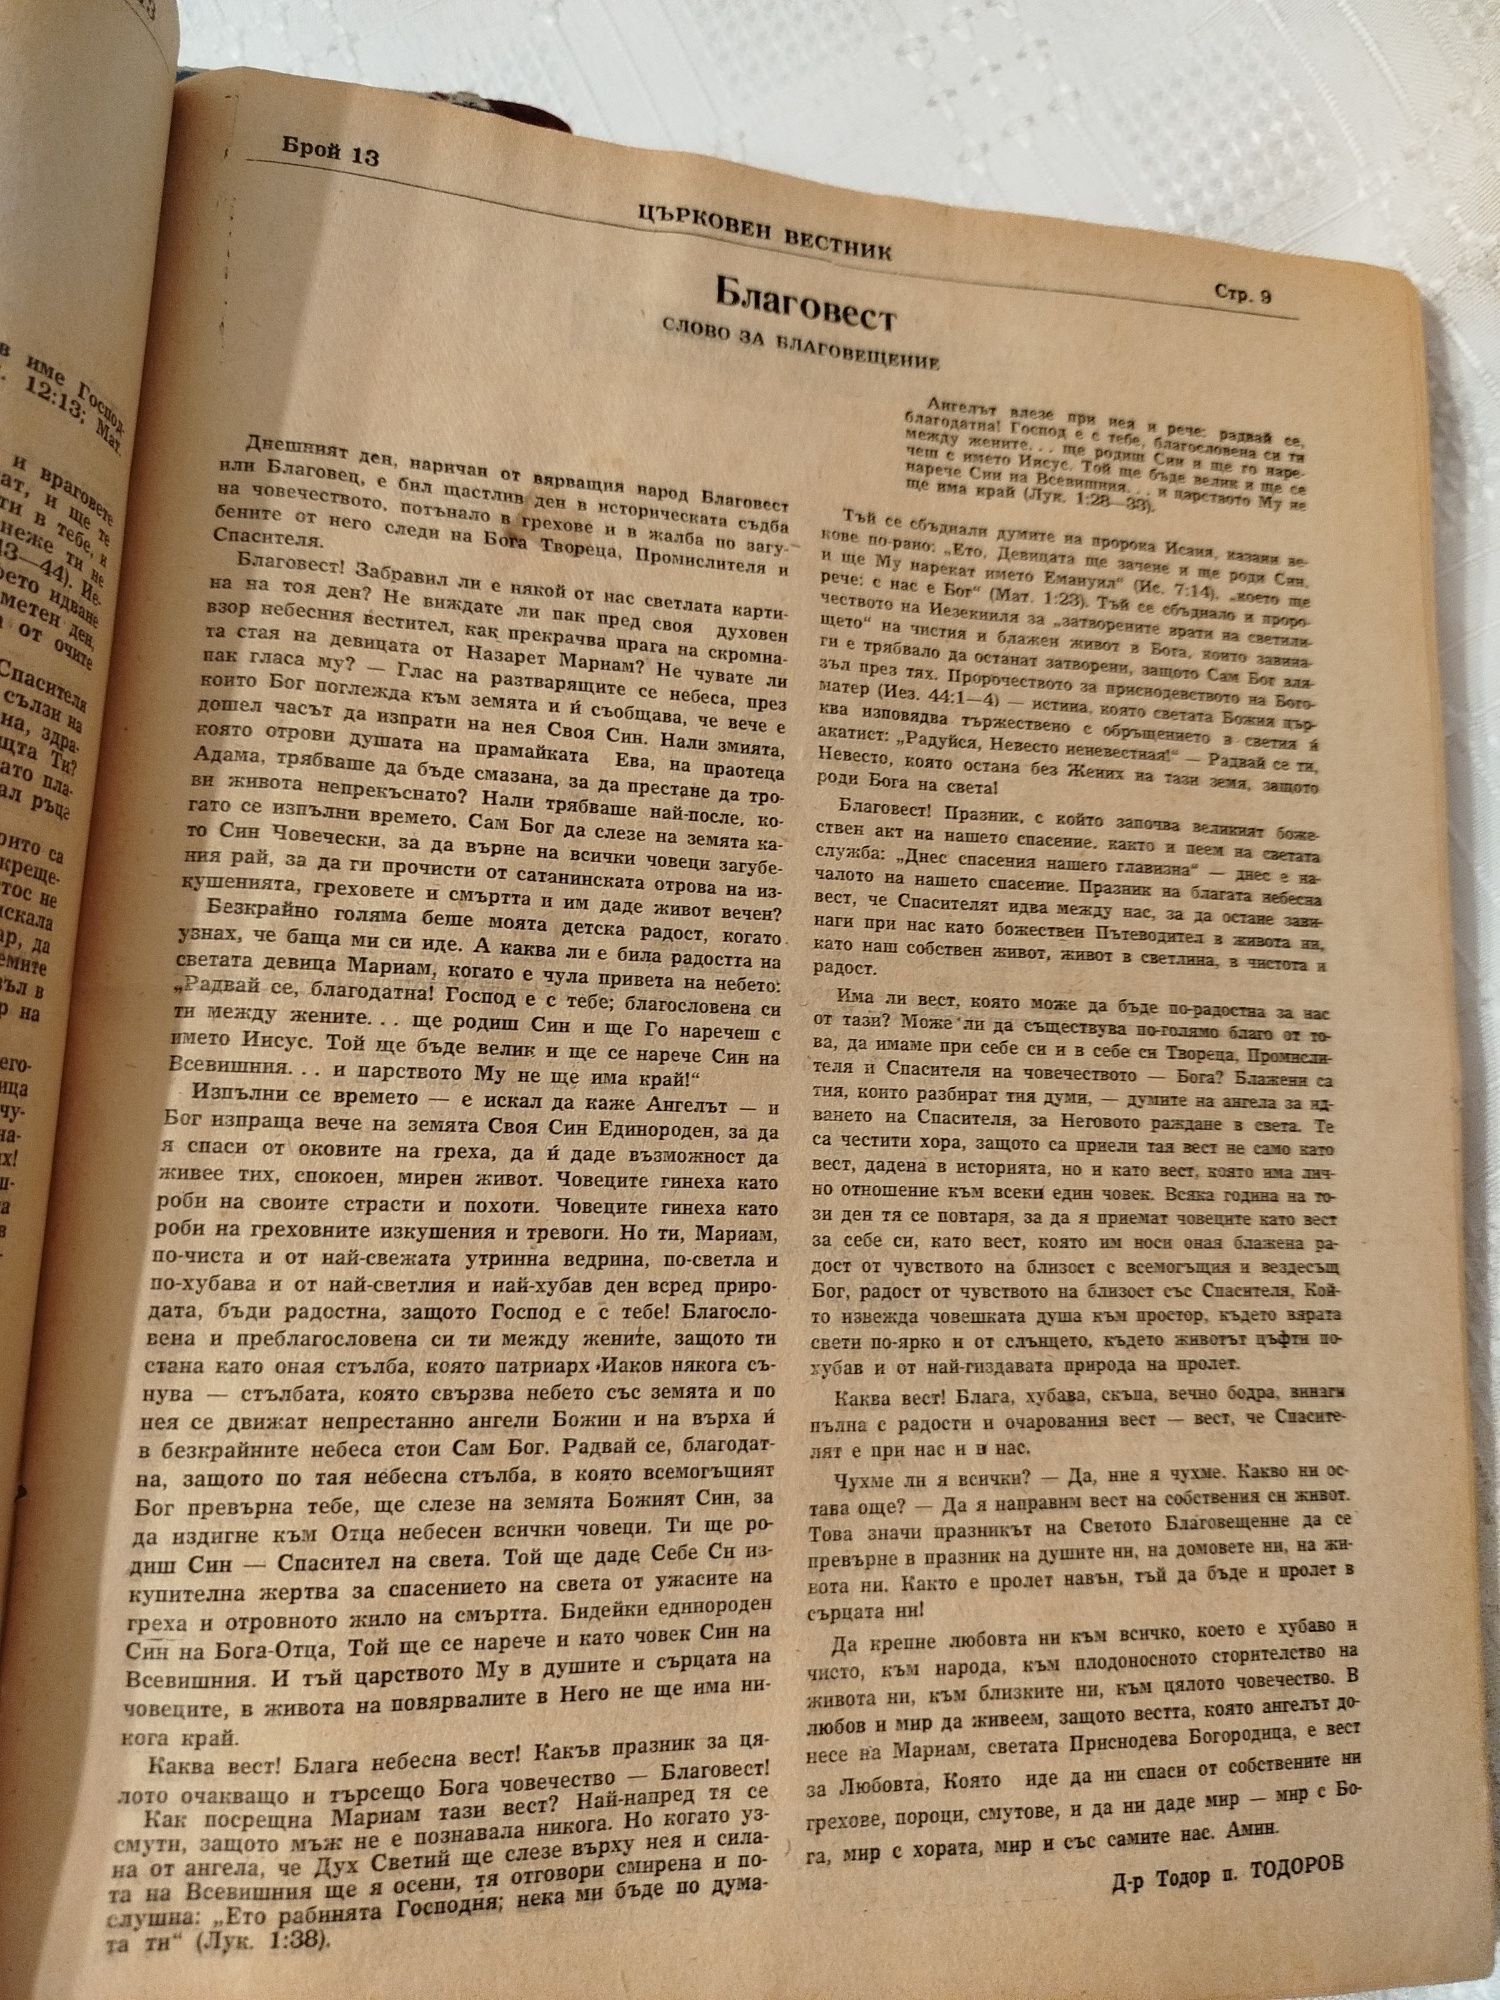 Брой 13
ЦЪРКОВЕН ВЕСТНИК
Стр. 9
Благовест
СЛОВО ЗА БЛАГОВЕЩЕНИЕ
Ангелът влезе при нея и рече: радвай се,
благодатна! Господ е с тебе, благословена си ти
между жените... ще родиш Син и ще го наре-
чеш с името Иисус. Той ще бъде велик и ще се
нарече Син на Всевишния... и царството Му не
ще има край (Лук. 1:28—33).
Днешният ден, наричан от вярващия народ Благовест
или Благовец, е бил щастлив ден в историческата съдба
на човечеството, потънало в грехове и в жалба по загу-
бените от него следи на Бога Твореца, Промислителя и
Спасителя.
Благовест! Забравил ли е някой от нас светлата карти-
на на тоя ден? Не виждате ли пак пред своя духовен
взор небесния вестител, как прекрачва прага на скромна-
та стая на девицата от Назарет Мариам? Не чувате ли
пак гласа му? — Глас на разтварящите се небеса, през
които Бог поглежда към земята и ѝ съобщава, че вече е
дошел часът да изпрати на нея Своя Син. Нали змията,
която отрови душата на прамайката Ева, на праотеца
Адама, трябваше да бъде смазана, за да престане да тро-
ви живота непрекъснато? Нали трябваше най-после, ко-
гато се изпълни времето, Сам Бог да слезе на земята ка-
то Син Човечески, за да върне на всички човеци загубе-
ния рай, за да ги прочисти от сатанинската отрова на из-
кушенията, греховете и смъртта и им даде живот вечен?
Безкрайно голяма беше моята детска радост, когато
узнах, че баща ми си иде. А каква ли е била радостта на
светата девица Мариам, когато е чула привета на небето:
„Радвай се, благодатна! Господ е с тебе; благословена си
ти между жените... ще родиш Син и ще Го наречеш с
името Иисус. Той ще бъде велик и ще се нарече Син на
Всевишния... и царството Му не ще има край!“
Изпълни се времето — е искал да каже Ангелът — и
Бог изпраща вече на земята Своя Син Единороден, за да
я спаси от оковите на греха, да ѝ даде възможност да
живее тих, спокоен, мирен живот. Човеците гинеха като
роби на своите страсти и похоти. Човеците гинеха като
роби на греховните изкушения и тревоги. Но ти, Мариам,
по-чиста и от най-свежата утринна ведрина, по-светла и
по-хубава и от най-светлия и най-хубав ден всред приро-
дата, бъди радостна, защото Господ е с тебе! Благосло-
вена и преблагословена си ти между жените, защото ти
стана като оная стълба, която патриарх Иаков някога съ-
нува — стълбата, която свързва небето със земята и по
нея се движат непрестанно ангели Божии и на върха ѝ
в безкрайните небеса стои Сам Бог. Радвай се, благодат-
на, защото по тая небесна стълба, в която всемогъщият
Бог превърна тебе, ще слезе на земята Божият Син, за
да издигне към Отца небесен всички човеци. Ти ще ро-
диш Син — Спасител на света. Той ще даде Себе Си из-
купителна жертва за спасението на света от ужасите на
греха и отровното жило на смъртта. Бидейки единороден
Син на Бога-Отца, Той ще се нарече и като човек Син на
Всевишния. И тъй царството Му в душите и сърцата на
човеците, в живота на повярвалите в Него не ще има ни-
кога край.
Каква вест! Блага небесна вест! Какъв празник за ця-
лото очакващо и търсещо Бога човечество — Благовест!
Как посрещна Мариам тази вест? Най-напред тя се
смути, защото мъж не е познавала никога. Но когато уз-
на от ангела, че Дух Светий ще слезе върху нея и сила-
та на Всевишния ще я осени, тя отговори смирена и по-
слушна: „Ето рабинята Господня; нека ми бъде по дума-
та ти“ (Лук. 1:38).
Тъй се сбъднали думите на пророка Исаия, казани ве-
кове по-рано: „Ето, Девицата ще зачене и ще роди Син,
и ще Му нарекат името Емануил“ (Ис. 7:14), „което ще
рече: с нас е Бог“ (Мат. 1:23). Тъй се сбъднало и проро-
чеството на Иезекииля за „затворените врати на светили-
щето“ на чистия и блажен живот в Бога, които завина-
ги е трябвало да останат затворени, защото Сам Бог вля-
зъл през тях. Пророчеството за приснодевството на Бого-
матер (Иез. 44:1—4) — истина, която светата Божия цър-
ква изповядва тържествено с обръщението в светия ѝ
акатист: „Радуйся, Невесто неневестная!“ — Радвай се ти,
Невесто, която остана без Жених на тази земя, защото
роди Бога на света!
Благовест! Празник, с който започва великият боже-
ствен акт на нашето спасение, както и пеем на светата
служба: „Днес спасения нашего главизна“ — днес е на-
чалото на нашето спасение. Празник на благата небесна
вест, че Спасителят идва между нас, за да остане зави-
наги при нас като божествен Пътеводител в живота ни,
като наш собствен живот, живот в светлина, в чистота и
радост.
Има ли вест, която може да бъде по-радостна за нас
от тази? Може ли да съществува по-голямо благо от то-
ва, да имаме при себе си и в себе си Твореца, Промисли-
теля и Спасителя на човечеството — Бога? Блажени са
тия, които разбират тия думи, — думите на ангела за ид-
ването на Спасителя, за Неговото раждане в света. Те
са честити хора, защото са приели тая вест не само като
вест, дадена в историята, но и като вест, която има лич-
но отношение към всеки един човек. Всяка година на то-
зи ден тя се повтаря, за да я приемат човеците като вест
за себе си, като вест, която им носи оная блажена ра-
дост от чувството на близост с всемогъщия и вездесъщ
Бог, радост от чувството на близост със Спасителя, Кой-
то извежда човешката душа към простор, където вярата
свети по-ярко и от слънцето, където животът цъфти по-
хубав и от най-гиздавата природа на пролет.
Каква вест! Блага, хубава, скъпа, вечно бодра, винаги
пълна с радости и очарования вест — вест, че Спасите-
лят е при нас и в нас.
Чухме ли я всички? — Да, ние я чухме. Какво ни ос-
тава още? — Да я направим вест на собствения си живот.
Това значи празникът на Светото Благовещение да се
превърне в празник на душите ни, на домовете ни, на жи-
вота ни. Както е пролет навън, тъй да бъде и пролет в
сърцата ни!
Да крепне любовта ни към всичко, което е хубаво и
чисто, към народа, към плодоносното сторителство на
живота ни, към близките ни, към цялото човечество. В
любов и мир да живеем, защото вестта, която ангелът до-
несе на Мариам, светата Приснодева Богородица, е вест
за Любовта, Която иде да ни спаси от собствените ни
грехове, пороци, смутове, и да ни даде мир — мир с Бо-
га, мир с хората, мир и със самите нас. Амин.
Д-р Тодор п. ТОДОРОВ